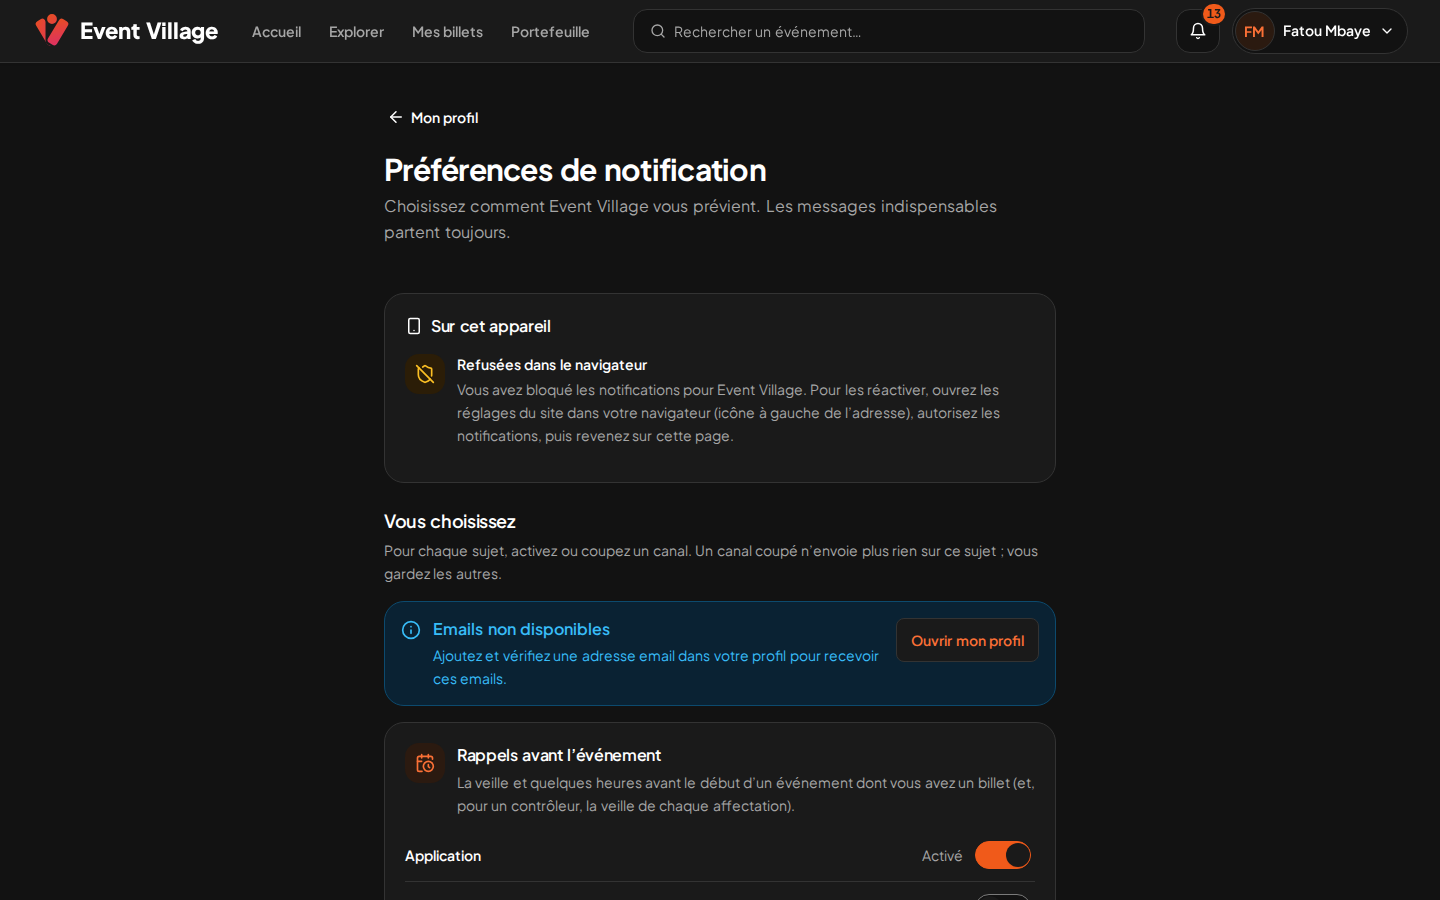 Event Village
Accueil
Explorer
Mes billets
Portefeuille
Rechercher un événement…
13
FM
Fatou Mbaye
Mon profil
Préférences de notification
Choisissez comment Event Village vous prévient. Les messages indispensables
partent toujours.
Sur cet appareil
Refusées dans le navigateur
Vous avez bloqué les notifications pour Event Village. Pour les réactiver, ouvrez les
réglages du site dans votre navigateur (icône à gauche de l’adresse), autorisez les
notifications, puis revenez sur cette page.
Vous choisissez
Pour chaque sujet, activez ou coupez un canal. Un canal coupé n’envoie plus rien sur ce sujet ; vous
gardez les autres.
Emails non disponibles
Ajoutez et vérifiez une adresse email dans votre profil pour recevoir
ces emails.
Ouvrir mon profil
Rappels avant l’événement
La veille et quelques heures avant le début d’un événement dont vous avez un billet (et,
pour un contrôleur, la veille de chaque affectation).
Application
Activé